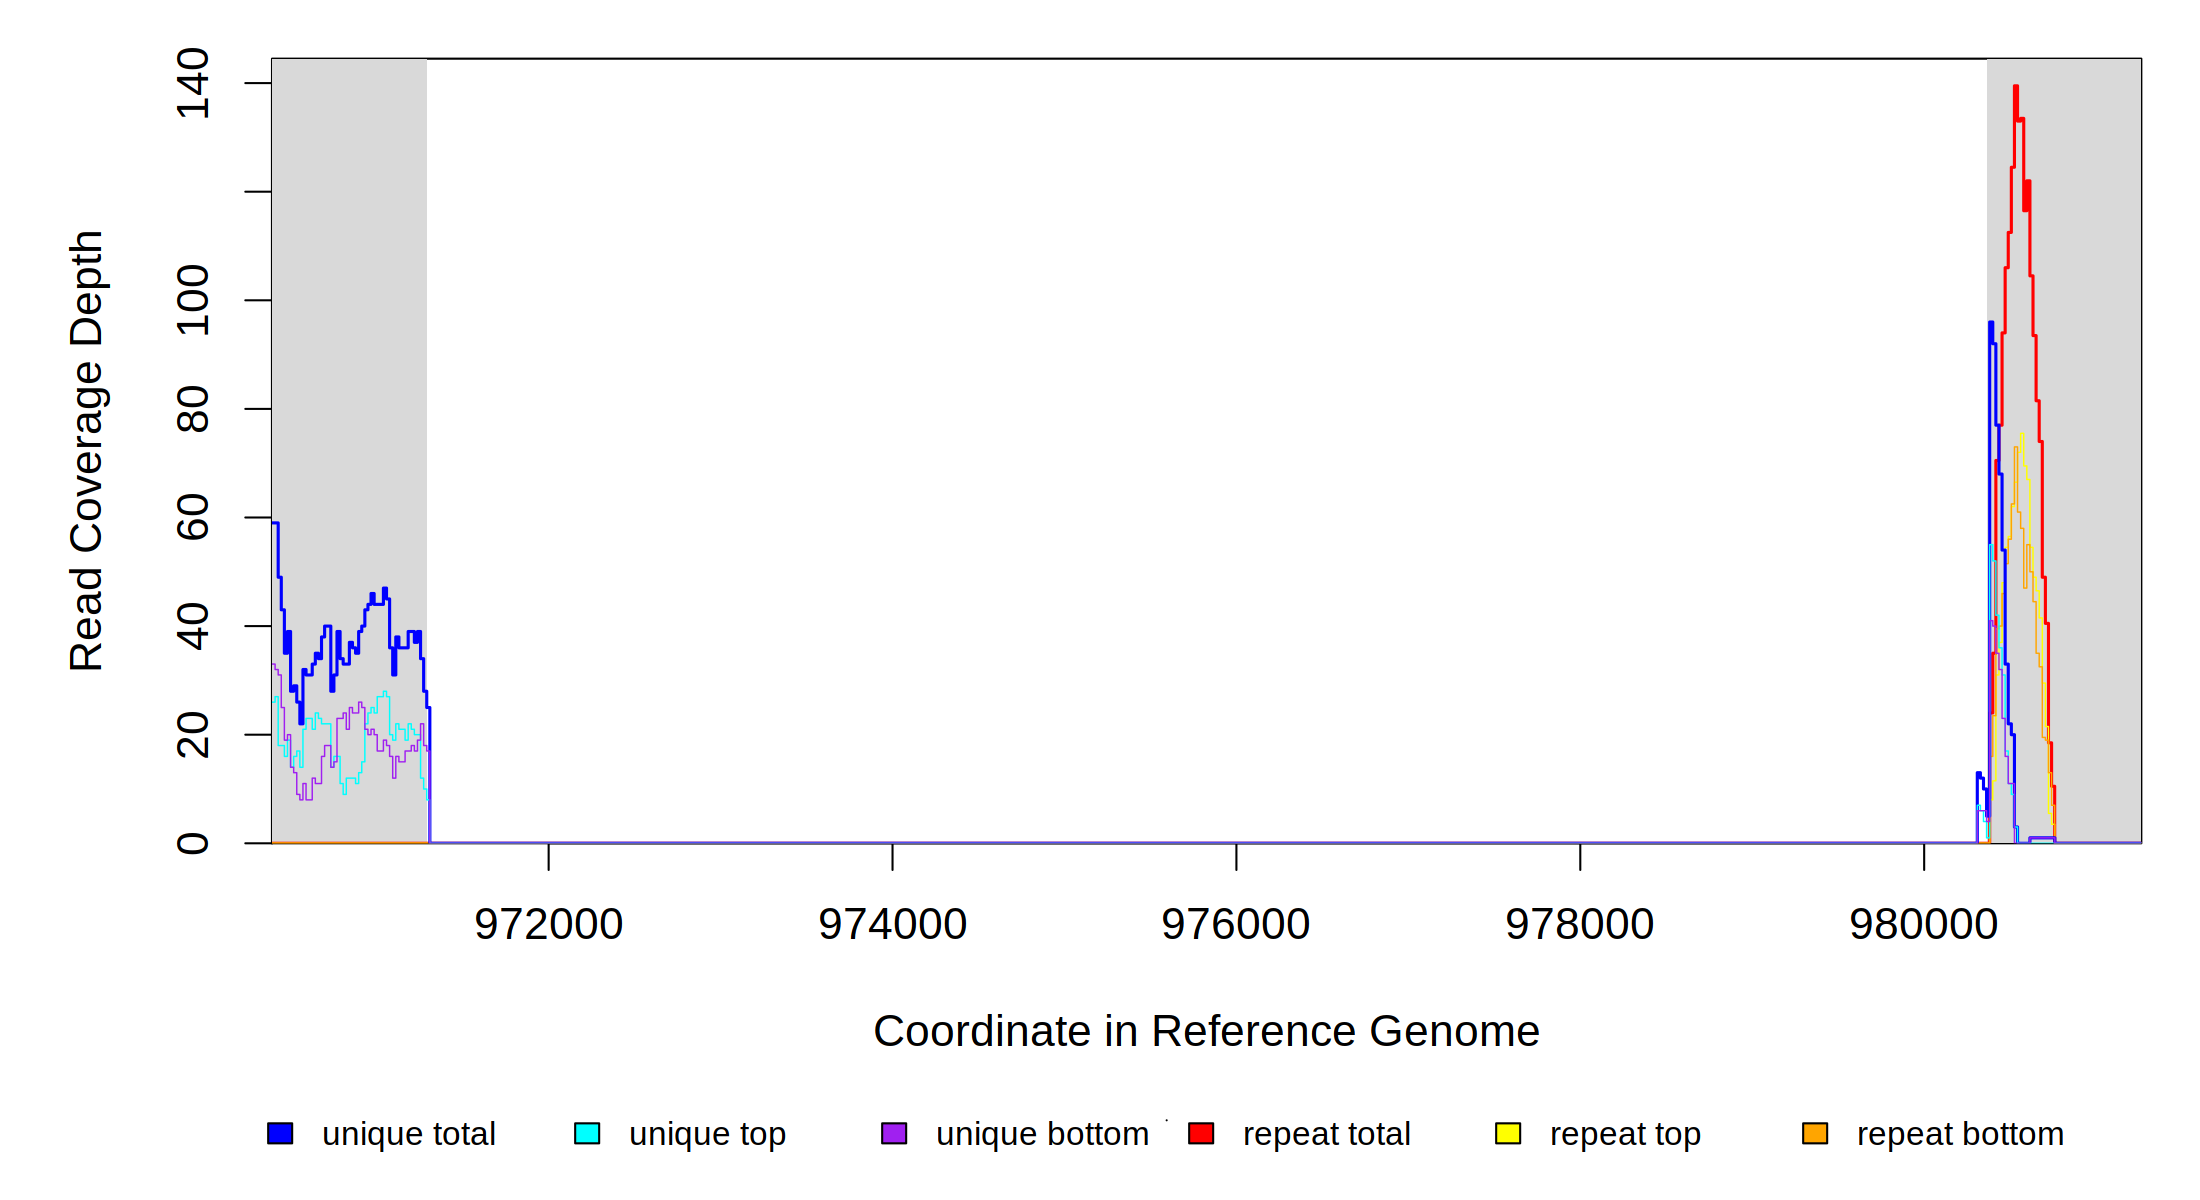 140
100
80
60
40
20
0
Read Coverage Depth
972000 974000 976000 978000 980000
Coordinate in Reference Genome
unique total unique top unique bottom repeat total repeat top repeat bottom